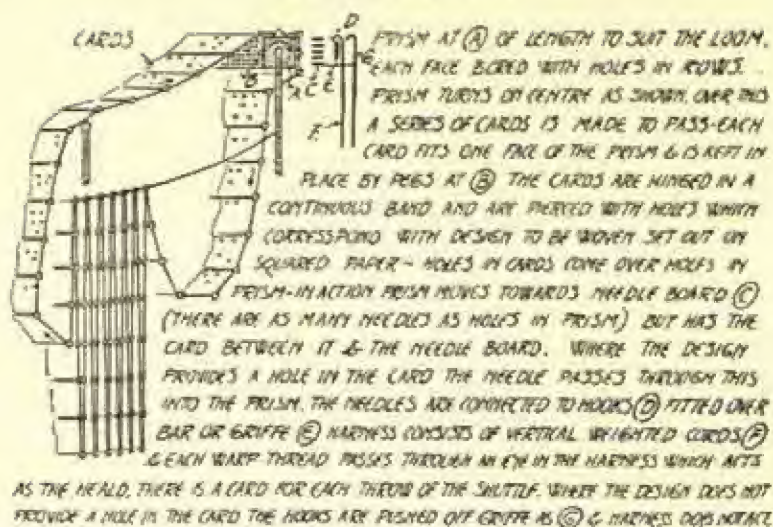 CARDS
D
B A C E
F
PRISM AT (A) OF LENGTH TO SUIT THE LOOM.
EACH FACE BORED WITH HOLES IN ROWS.
PRISM TURNS ON CENTRE AS SHOWN. OVER THIS
A SERIES OF CARDS IS MADE TO PASS-EACH
CARD FITS ONE FACE OF THE PRISM & IS KEPT IN
PLACE BY PEGS AT (B) THE CARDS ARE HINGED IN A
CONTINUOUS BAND AND ARE PIERCED WITH HOLES WHICH
CORRESPOND WITH DESIGN TO BE WOVEN SET OUT ON
SQUARED PAPER - HOLES IN CARDS COME OVER HOLES IN
PRISM-IN ACTION PRISM MOVES TOWARDS NEEDLE BOARD (C)
(THERE ARE AS MANY NEEDLES AS HOLES IN PRISM) BUT HAS THE
CARD BETWEEN IT & THE NEEDLE BOARD. WHERE THE DESIGN
PROVIDES A HOLE IN THE CARD THE NEEDLE PASSES THROUGH THIS
INTO THE PRISM. THE NEEDLES ARE CONNECTED TO HOOKS (D) FITTED OVER
BAR OR GRIFFE (E) HARNESS CONSISTS OF VERTICAL WEIGHTED CORDS (F)
& EACH WARP THREAD PASSES THROUGH AN EYE IN THE HARNESS WHICH ACTS
AS THE HEALD. THERE IS A CARD FOR EACH THROW OF THE SHUTTLE. WHERE THE DESIGN DOES NOT
PROVIDE A HOLE IN THE CARD THE HOOKS ARE PUSHED OFF GRIFFE AS (G) & HARNESS DOES NOT ACT